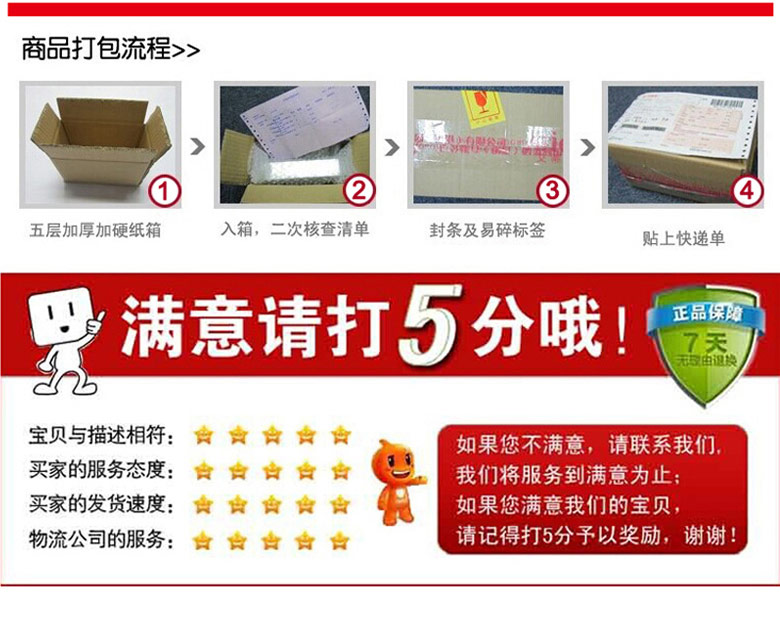 商品打包流程>>
1
2
3
4
五层加厚加硬纸箱
入箱，二次核查清单
封条及易碎标签
贴上快递单
满意请打5分哦！
正品保障
7天
无理由退换
宝贝与描述相符：
买家的服务态度：
买家的发货速度：
物流公司的服务：
如果您不满意，请联系我们,
我们将服务到满意为止；
如果您满意我们的宝贝，
请记得打5分予以奖励，谢谢！